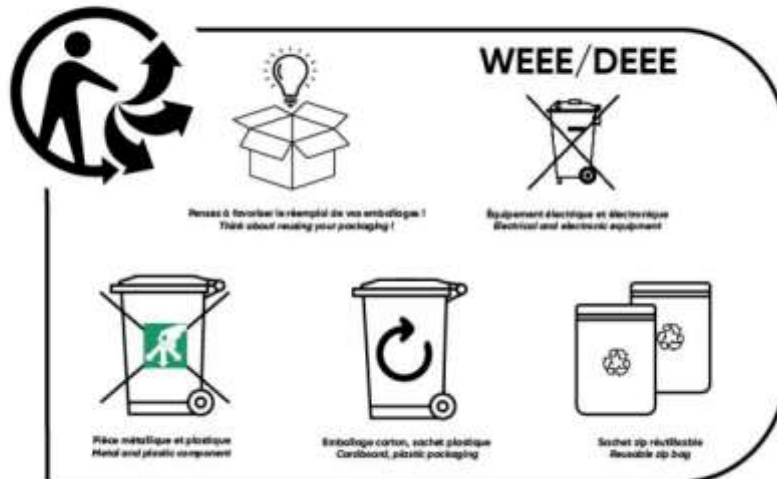 WEEE/DEEE
Pensez à favoriser le réemploi de vos emballages !
Think about reusing your packaging !
Équipement électrique et électronique
Electrical and electronic equipment
Pièce métallique et plastique
Metal and plastic component
Emballage carton, sachet plastique
Cardboard, plastic packaging
Sachet zip réutilisable
Reusable zip bag